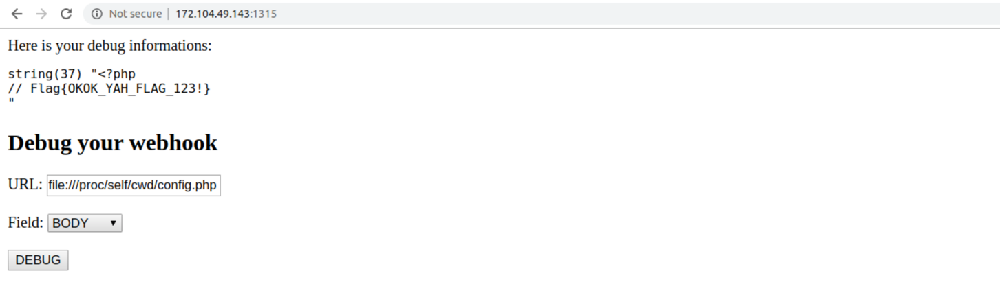 Not secure 172.104.49.143:1315
Here is your debug informations:
string(37) "<?php
// Flag{OKOK_YAH_FLAG_123!}
"
Debug your webhook
URL: file:///proc/self/cwd/config.php
Field: BODY
DEBUG